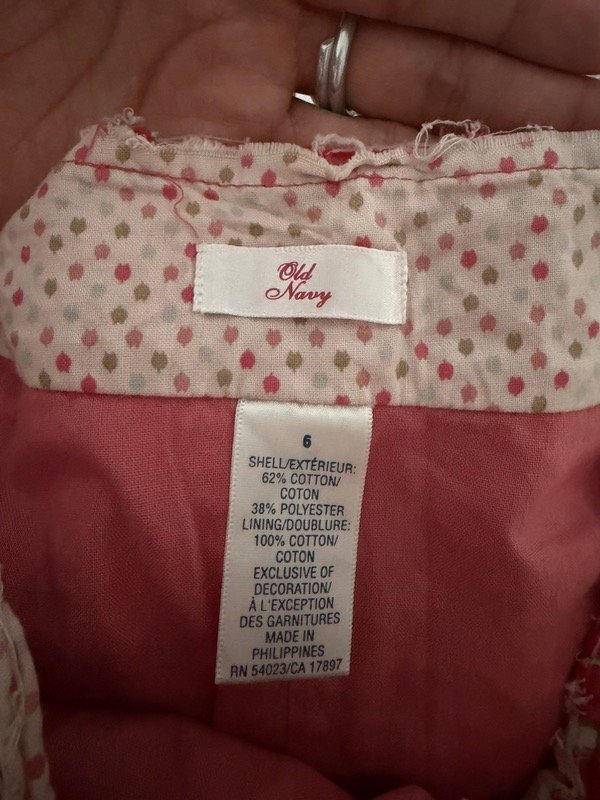 Old
Navy
6
SHELL/EXTÉRIEUR:
62% COTTON/
COTON
38% POLYESTER
LINING/DOUBLURE:
100% COTTON/
COTON
EXCLUSIVE OF
DECORATION/
À L'EXCEPTION
DES GARNITURES
MADE IN
PHILIPPINES
RN 54023/CA 17897